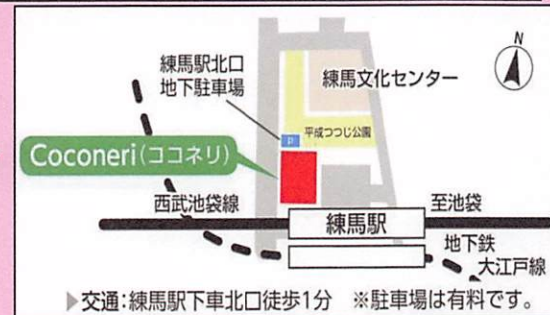 N
練馬駅北口
地下駐車場
練馬文化センター
P
平成つつじ公園
Coconeri(ココネリ)
西武池袋線
至池袋
練馬駅
地下鉄
大江戸線
▶交通:練馬駅下車北口徒歩1分 ※駐車場は有料です。